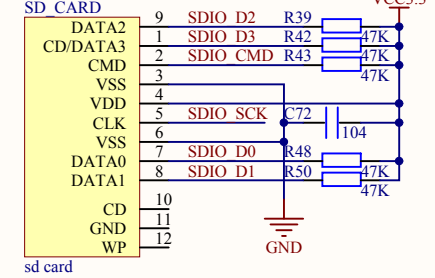 SD_CARD VCC3.3
DATA2 9 SDIO_D2 R39
CD/DATA3 1 SDIO_D3 R42 47K
CMD 2 SDIO_CMD R43 47K
VSS 3 47K
VDD 4
CLK 5 SDIO_SCK C72
VSS 6 104
DATA0 7 SDIO_D0 R48
DATA1 8 SDIO_D1 R50 47K
47K
CD 10
GND 11
WP 12
GND
sd card